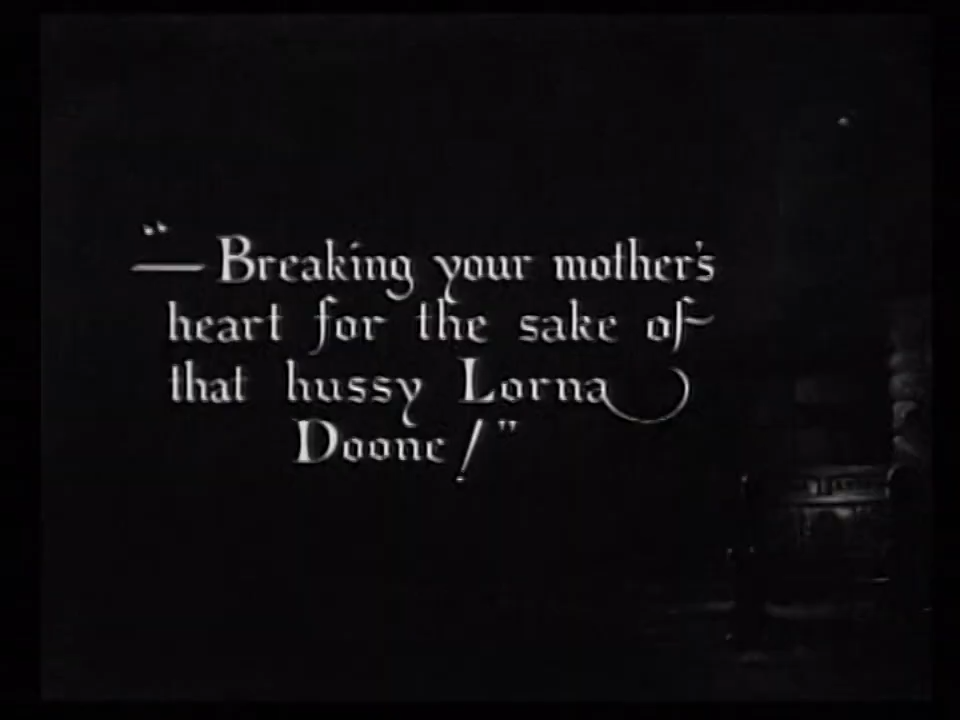 “— Breaking your mother's
heart for the sake of
that hussy Lorna
Doone!"